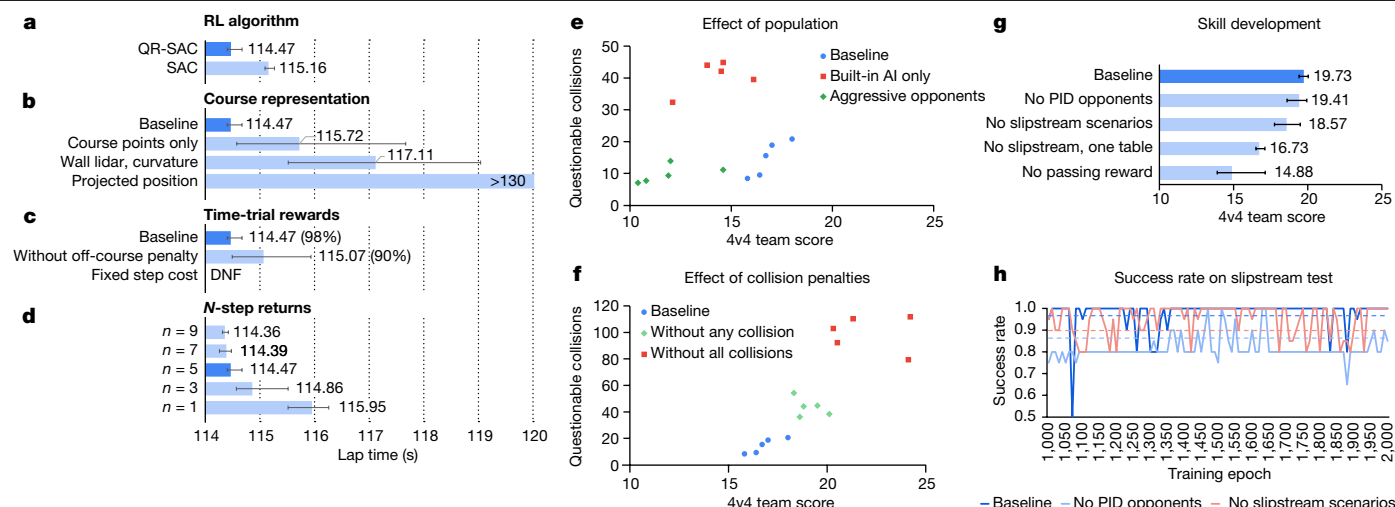 a
RL algorithm
QR-SAC 114.47
SAC 115.16
b
Course representation
Baseline 114.47
Course points only 115.72
Wall lidar, curvature 117.11
Projected position >130
c
Time-trial rewards
Baseline 114.47 (98%)
Without off-course penalty 115.07 (90%)
Fixed step cost DNF
d
N-step returns
n = 9 114.36
n = 7 114.39
n = 5 114.47
n = 3 114.86
n = 1 115.95
114 115 116 117 118 119 120
Lap time (s)
e
Effect of population
Questionable collisions
50
40
30
20
10
0
Baseline
Built-in AI only
Aggressive opponents
10 15 20 25
4v4 team score
f
Effect of collision penalties
Questionable collisions
120
100
80
60
40
20
0
Baseline
Without any collision
Without all collisions
10 15 20 25
4v4 team score
g
Skill development
Baseline 19.73
No PID opponents 19.41
No slipstream scenarios 18.57
No slipstream, one table 16.73
No passing reward 14.88
10 15 20 25
4v4 team score
h
Success rate on slipstream test
Success rate
1.0
0.9
0.8
0.7
0.6
0.5
1,000 1,050 1,100 1,150 1,200 1,250 1,300 1,350 1,400 1,450 1,500 1,550 1,600 1,650 1,700 1,750 1,800 1,850 1,900 1,950 2,000
Training epoch
Baseline No PID opponents No slipstream scenarios